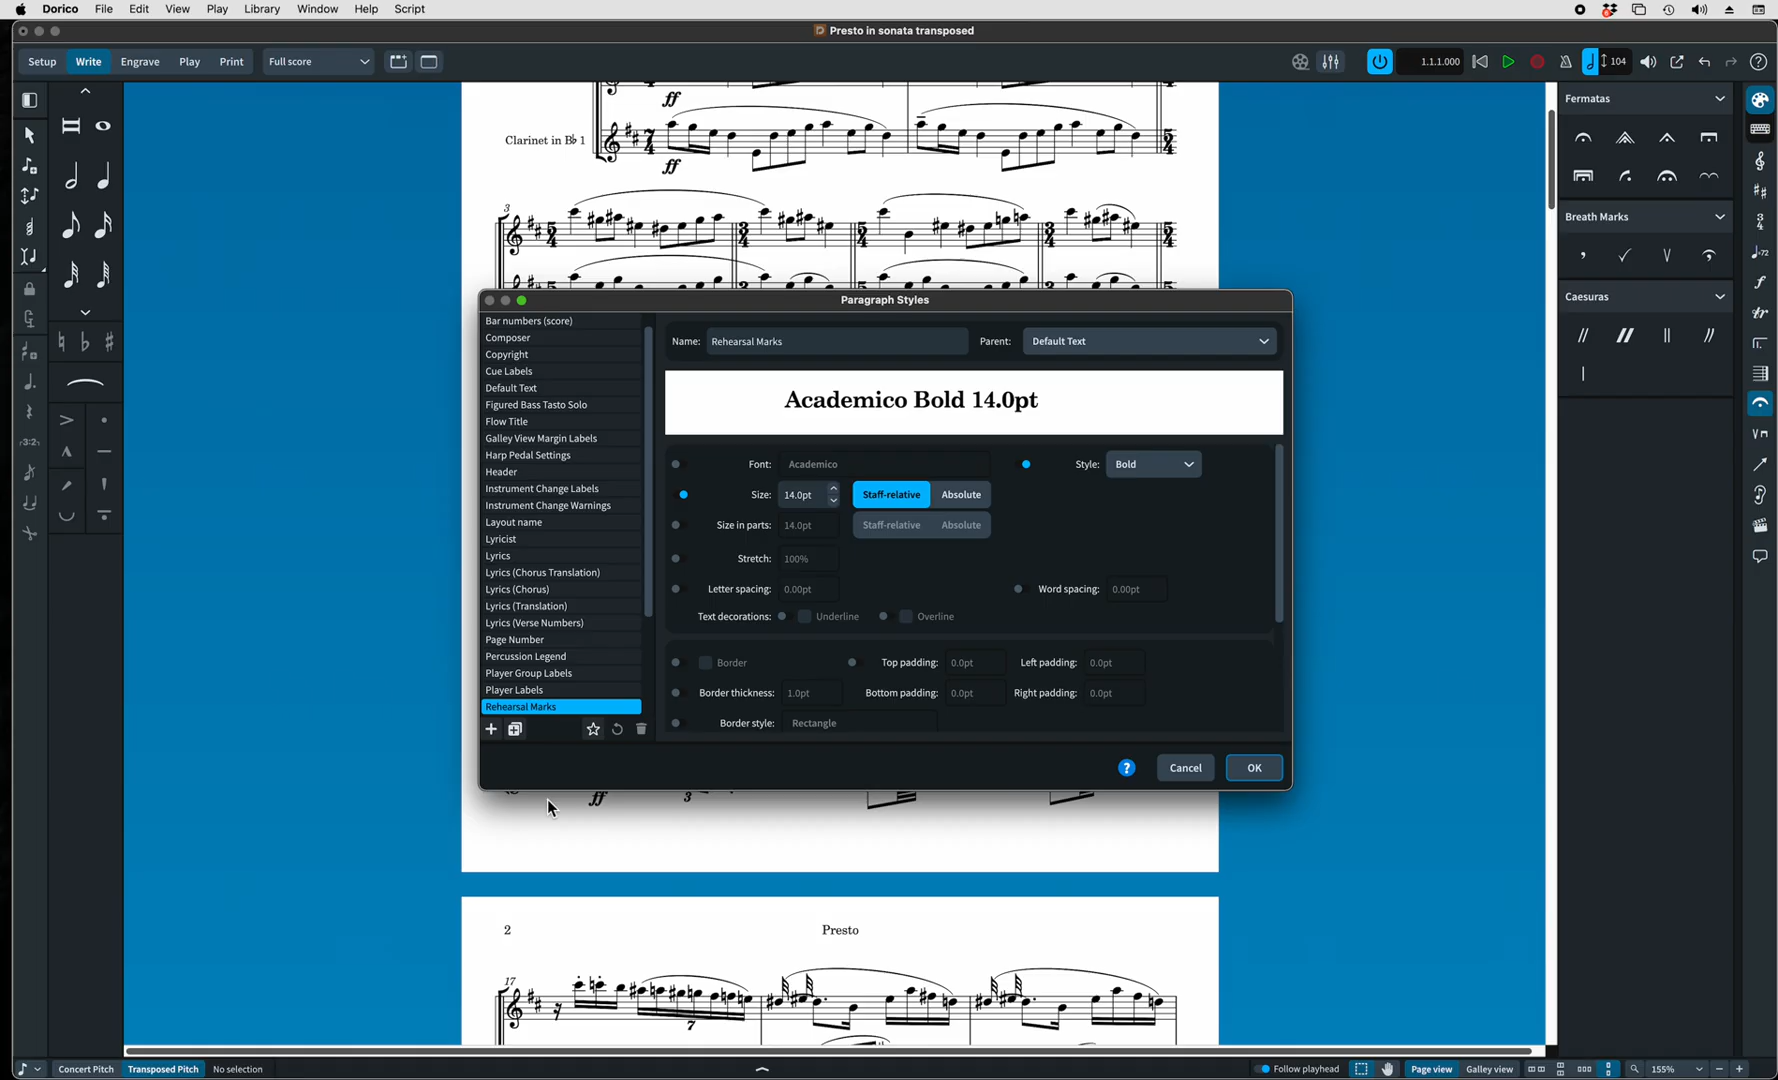 Dorico File Edit View Play Library Window Help Script
Presto in sonata transposed
Setup Write Engrave Play Print Full score 1.1.1.000 104
Fermatas
Clarinet in B♭ 1
Breath Marks
Caesuras
3
Paragraph Styles
Bar numbers (score)
Composer
Copyright
Cue Labels
Default Text
Figured Bass Tasto Solo
Flow Title
Galley View Margin Labels
Harp Pedal Settings
Header
Instrument Change Labels
Instrument Change Warnings
Layout name
Lyricist
Lyrics
Lyrics (Chorus Translation)
Lyrics (Chorus)
Lyrics (Translation)
Lyrics (Verse Numbers)
Page Number
Percussion Legend
Player Group Labels
Player Labels
Rehearsal Marks
Name: Rehearsal Marks Parent: Default Text
Academico Bold 14.0pt
Font: Academico Style: Bold
Size: 14.0pt Staff-relative Absolute
Size in parts: 14.0pt Staff-relative Absolute
Stretch: 100%
Letter spacing: 0.00pt Word spacing: 0.00pt
Text decorations: Underline Overline
Border Top padding: 0.0pt Left padding: 0.0pt
Border thickness: 1.0pt Bottom padding: 0.0pt Right padding: 0.0pt
Border style: Rectangle
Cancel OK
2 Presto
17
7
Concert Pitch Transposed Pitch No selection Follow playhead Page view Galley view 155%